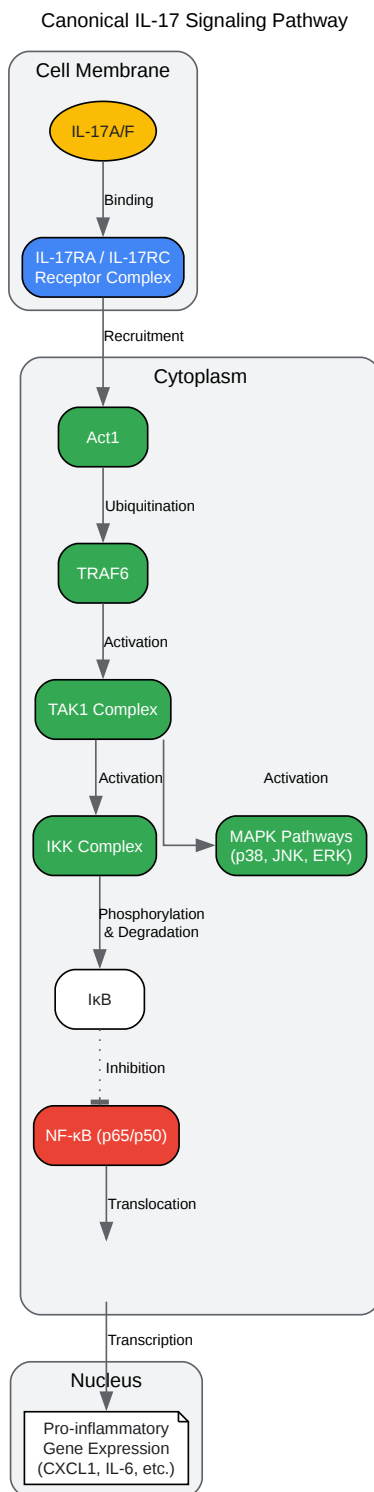 Canonical IL-17 Signaling Pathway
Cell Membrane
IL-17A/F
Binding
IL-17RA / IL-17RC
Receptor Complex
Recruitment
Cytoplasm
Act1
Ubiquitination
TRAF6
Activation
TAK1 Complex
Activation
Activation
IKK Complex
MAPK Pathways
(p38, JNK, ERK)
Phosphorylation
& Degradation
IκB
Inhibition
NF-κB (p65/p50)
Translocation
Transcription
Nucleus
Pro-inflammatory
Gene Expression
(CXCL1, IL-6, etc.)